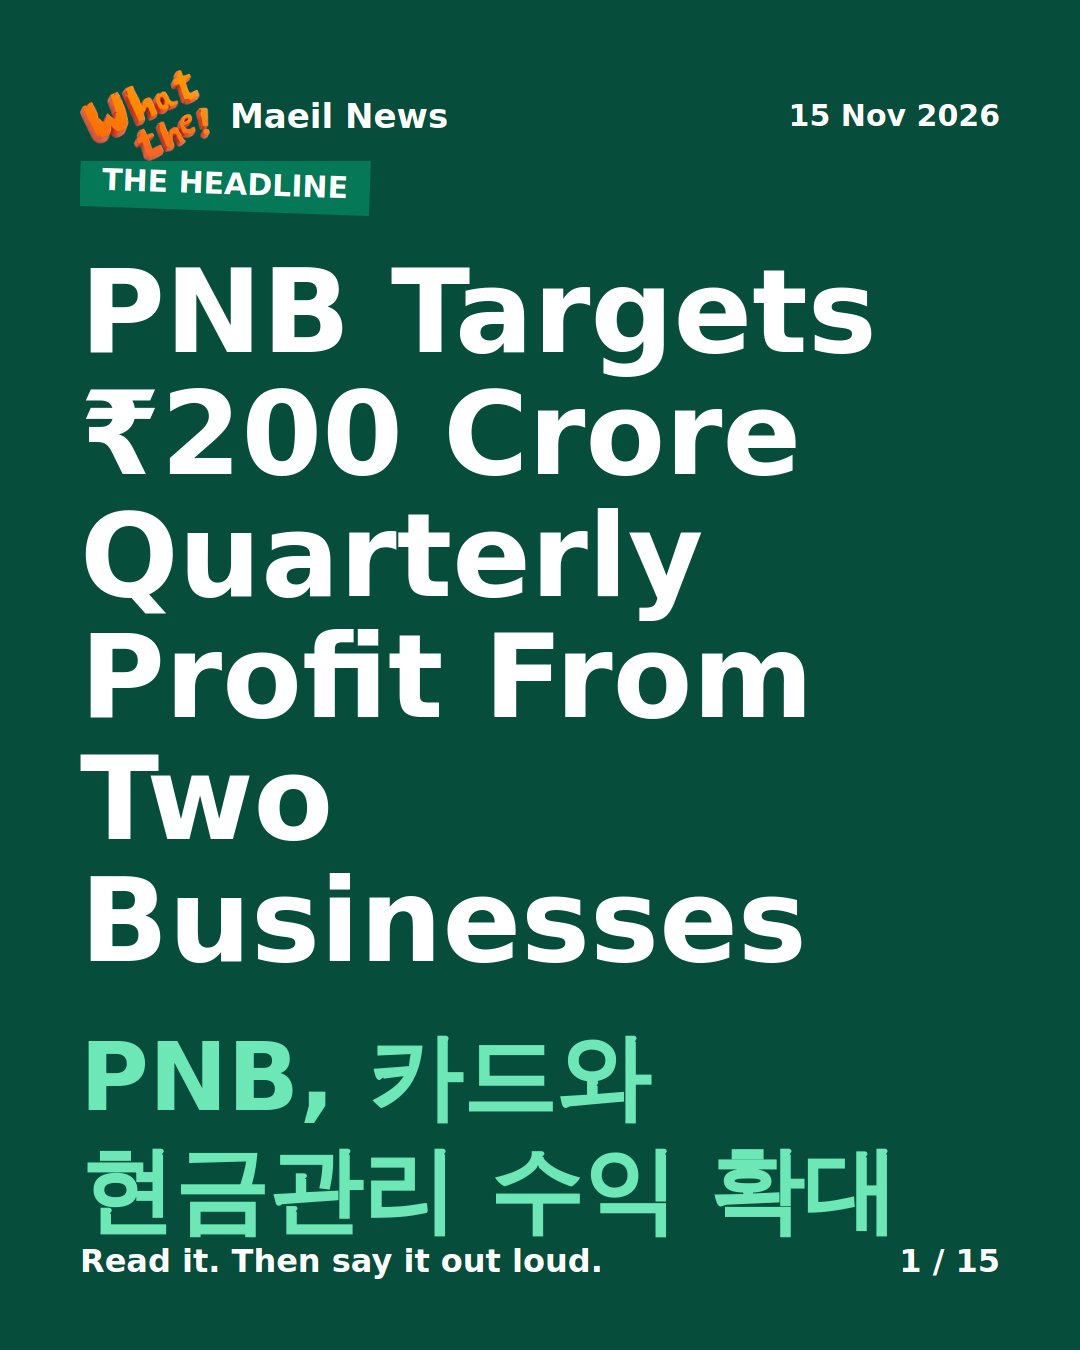 What
the!
Maeil News
15 Nov 2026
THE HEADLINE
PNB Targets
₹200 Crore
Quarterly
Profit From
Two
Businesses
PNB, 카드와
현금관리 수익 확대
Read it. Then say it out loud.
1 / 15